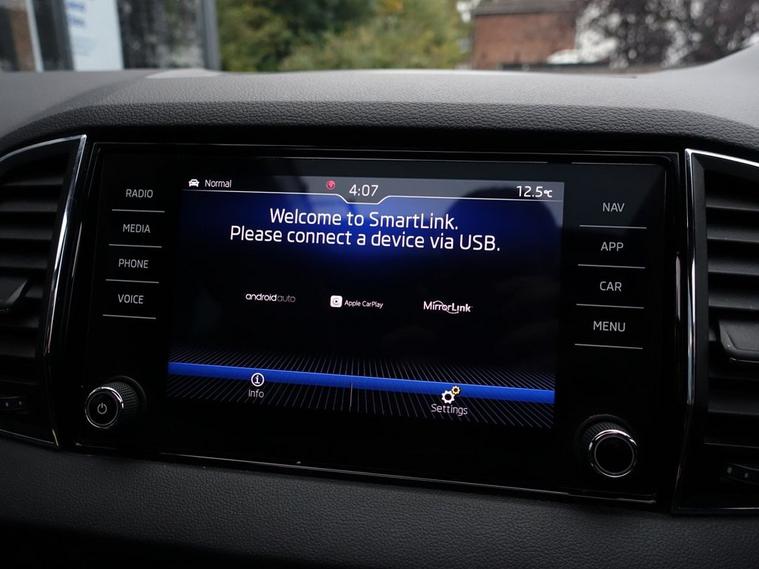 RADIO
MEDIA
PHONE
VOICE
Normal
4:07
12.5°C
Welcome to SmartLink.
Please connect a device via USB.
androidauto
Apple CarPlay
MirrorLink
Info
Settings
NAV
APP
CAR
MENU